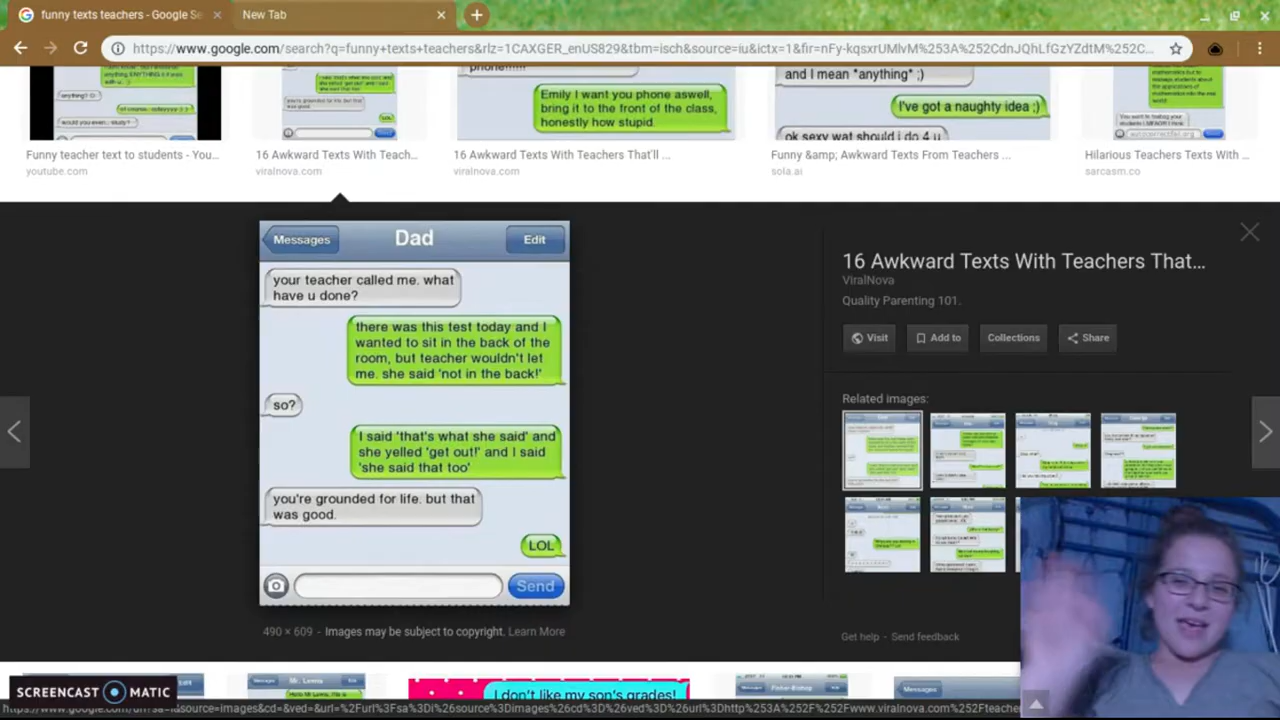 funny texts teachers - Google Se
New Tab
https://www.google.com/search?q=funny+texts+teachers&rlz=1CAXGER_enUS829&tbm=isch&source=iu&ictx=1&fir=nFy-kqsxrUMlvM%253A%252CdnJQhLfGzYZdtM%252C...
phone!!!!!!
Emily I want you phone aswell,
bring it to the front of the class,
honestly how stupid.
and I mean *anything* ;)
I've got a naughty idea ;)
ok sexy wat should i do 4 u
Funny teacher text to students - You...
youtube.com
16 Awkward Texts With Teach...
viralnova.com
16 Awkward Texts With Teachers That'll ...
viralnova.com
Funny &amp; Awkward Texts From Teachers ...
sola.ai
Hilarious Teachers Texts With ...
sarcasm.co
Messages
Dad
Edit
your teacher called me. what
have u done?
there was this test today and I
wanted to sit in the back of the
room, but teacher wouldn't let
me. she said 'not in the back!'
so?
I said 'that's what she said' and
she yelled 'get out!' and I said
'she said that too'
you're grounded for life. but that
was good.
LOL
Send
490 × 609 - Images may be subject to copyright. Learn More
16 Awkward Texts With Teachers That...
ViralNova
Quality Parenting 101.
Visit
Add to
Collections
Share
Related images:
Get help - Send feedback
SCREENCAST MATIC
Mr. Lewis
I don't like my son's grades!
Messages